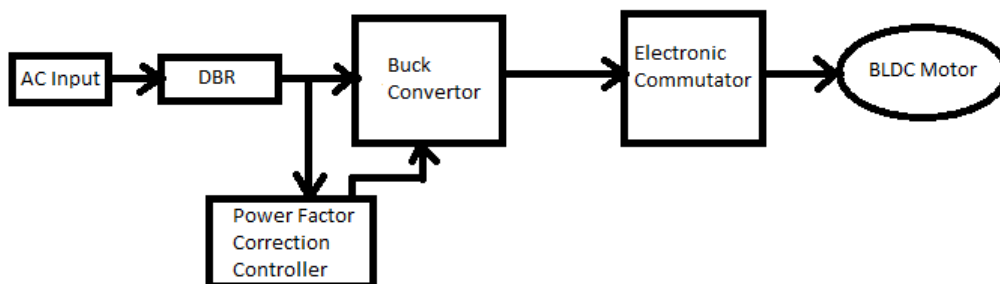 AC Input
DBR
Buck
Convertor
Electronic
Commutator
BLDC Motor
Power Factor
Correction
Controller